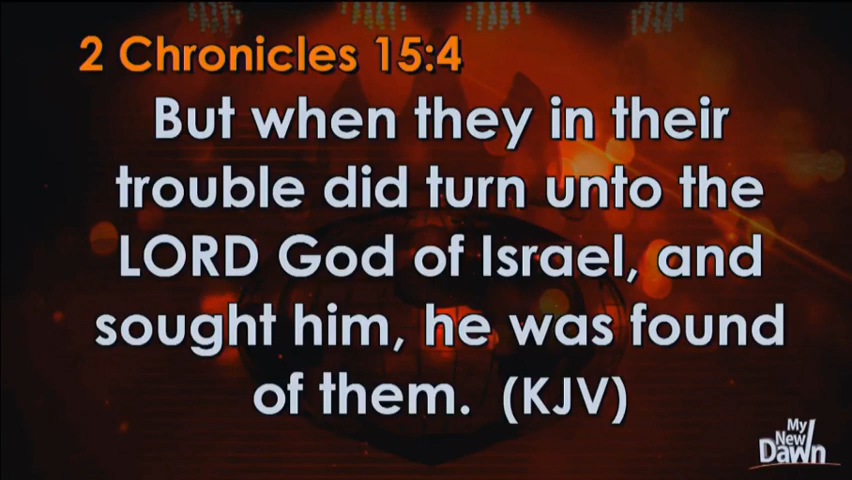 2 Chronicles 15:4
But when they in their
trouble did turn unto the
LORD God of Israel, and
sought him, he was found
of them. (KJV)
My
New
Dawn